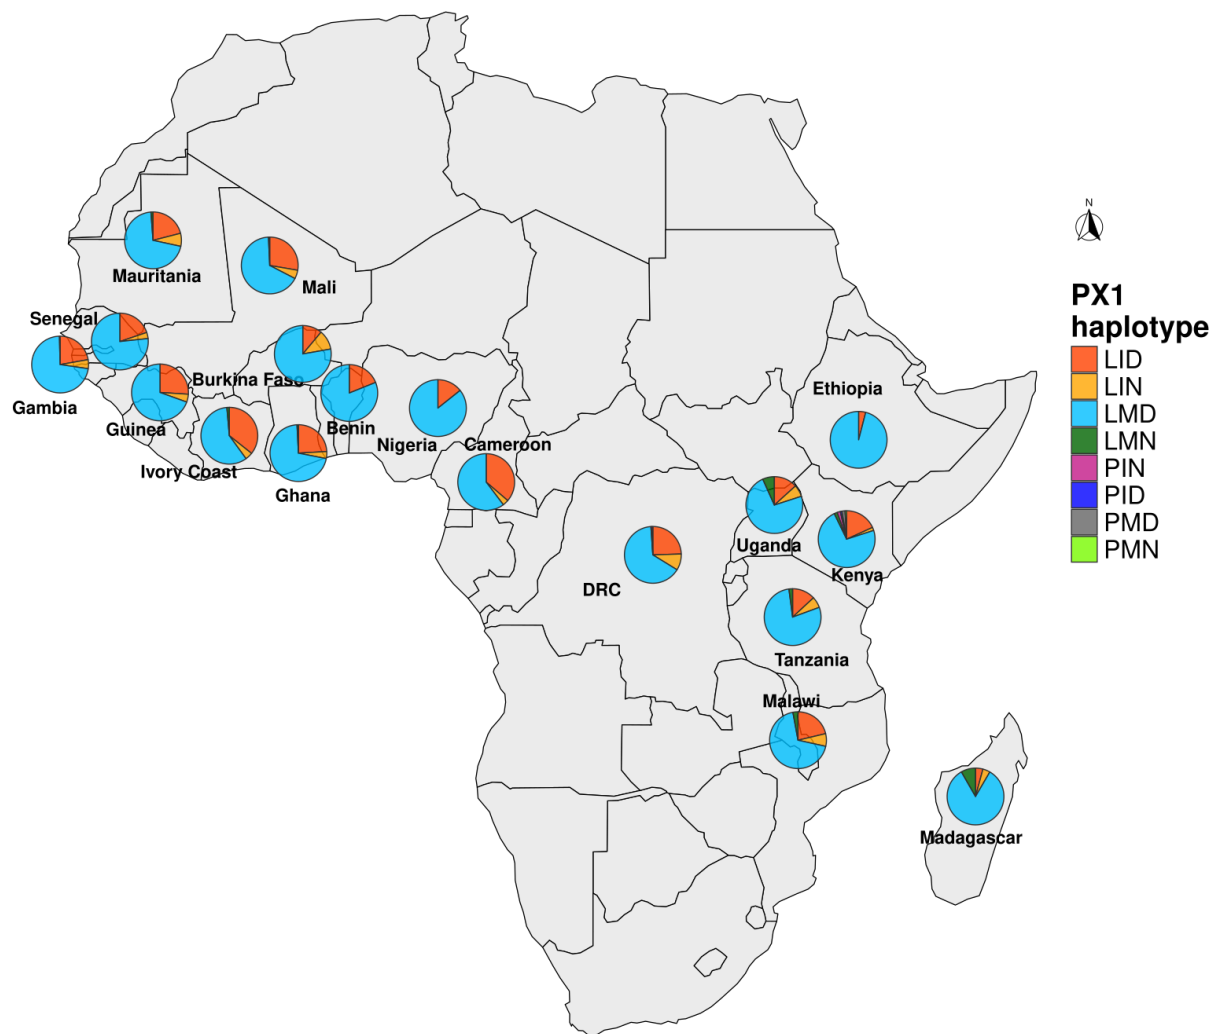 N
PX1
haplotype
LID
LIN
LMD
LMN
PIN
PID
PMD
PMN
Mauritania
Mali
Senegal
Gambia
Guinea
Burkina Faso
Benin
Nigeria
Ivory Coast
Ghana
Cameroon
Ethiopia
Uganda
Kenya
DRC
Tanzania
Malawi
Madagascar